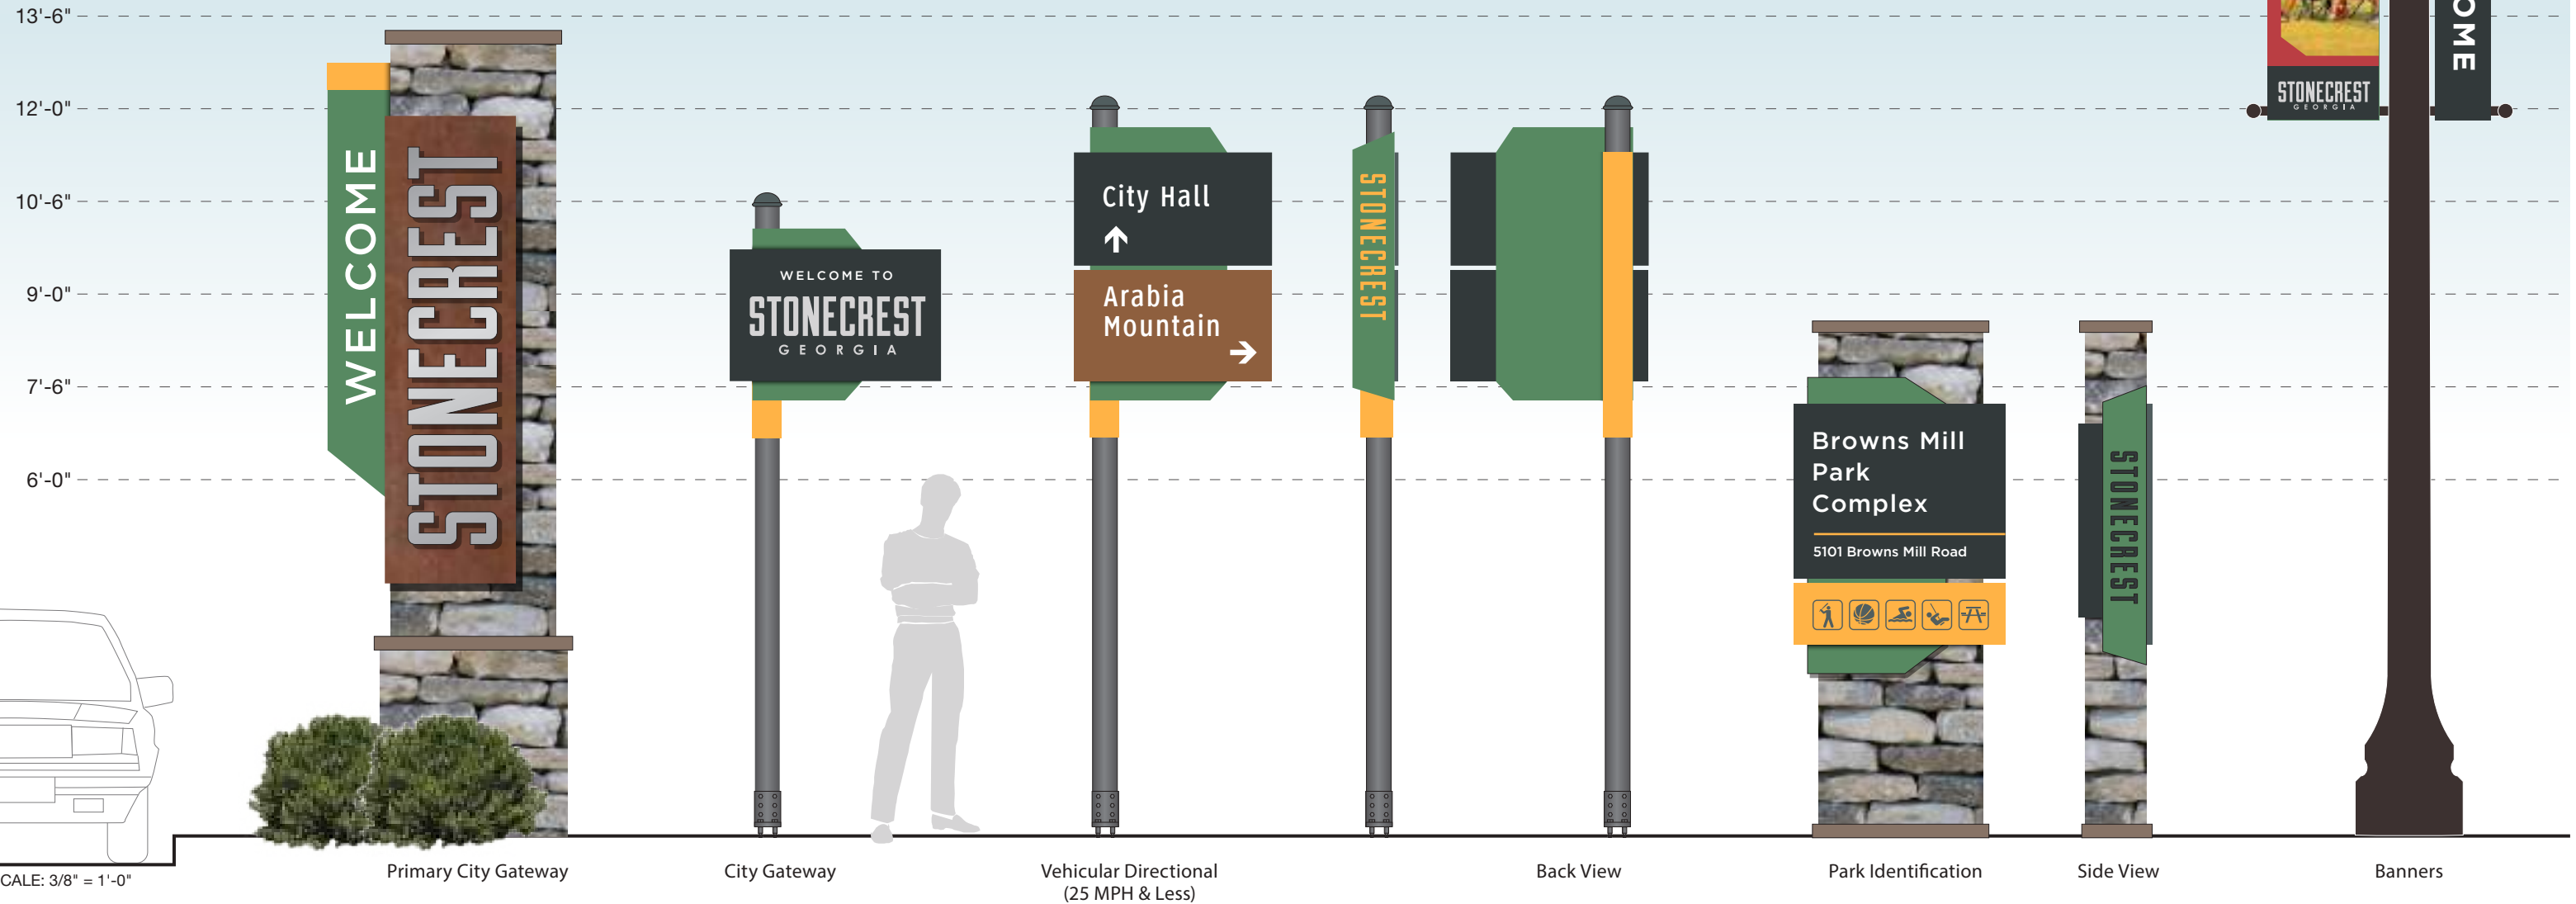 13'-6"
12'-0"
10'-6"
9'-0"
7'-6"
6'-0"
WELCOME
STONECREST
WELCOME TO
STONECREST
GEORGIA
City Hall
Arabia
Mountain
STONECREST
Browns Mill
Park
Complex
5101 Browns Mill Road
STONECREST
STONECREST
GEORGIA
OME
CALE: 3/8" = 1'-0"
Primary City Gateway
City Gateway
Vehicular Directional
(25 MPH & Less)
Back View
Park Identification
Side View
Banners